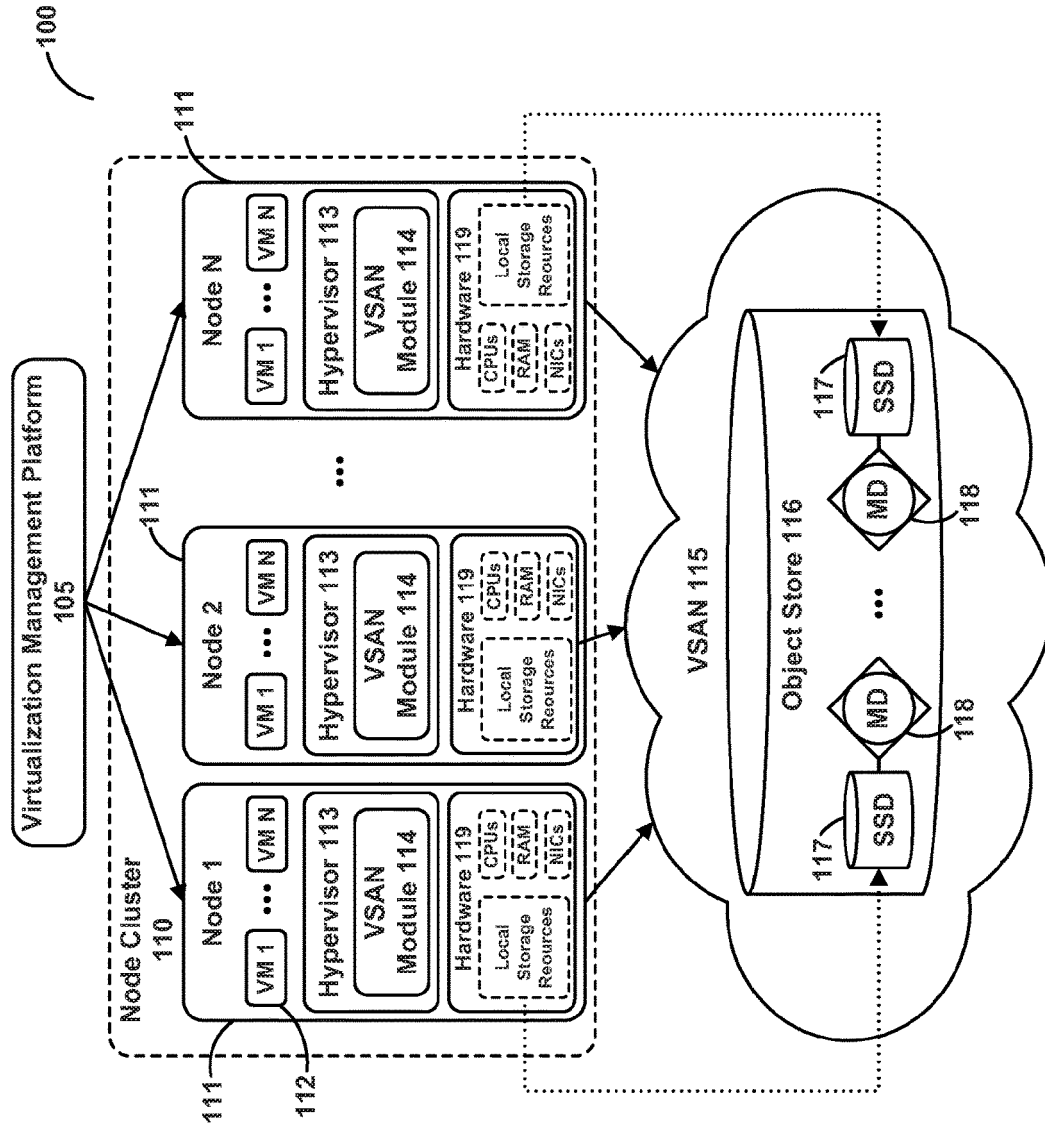 100
Virtualization Management Platform
105
Node Cluster
110
111
111
111
112
Node 1
VM 1
•••
VM N
Hypervisor 113
VSAN
Module 114
Hardware 119
Local
Storage
Reources
CPUs
RAM
NICs
Node 2
VM 1
•••
VM N
Hypervisor 113
VSAN
Module 114
Hardware 119
Local
Storage
Reources
CPUs
RAM
NICs
•••
Node N
VM 1
•••
VM N
Hypervisor 113
VSAN
Module 114
Hardware 119
CPUs
RAM
NICs
Local
Storage
Reources
VSAN 115
Object Store 116
117
SSD
MD
118
•••
MD
118
117
SSD